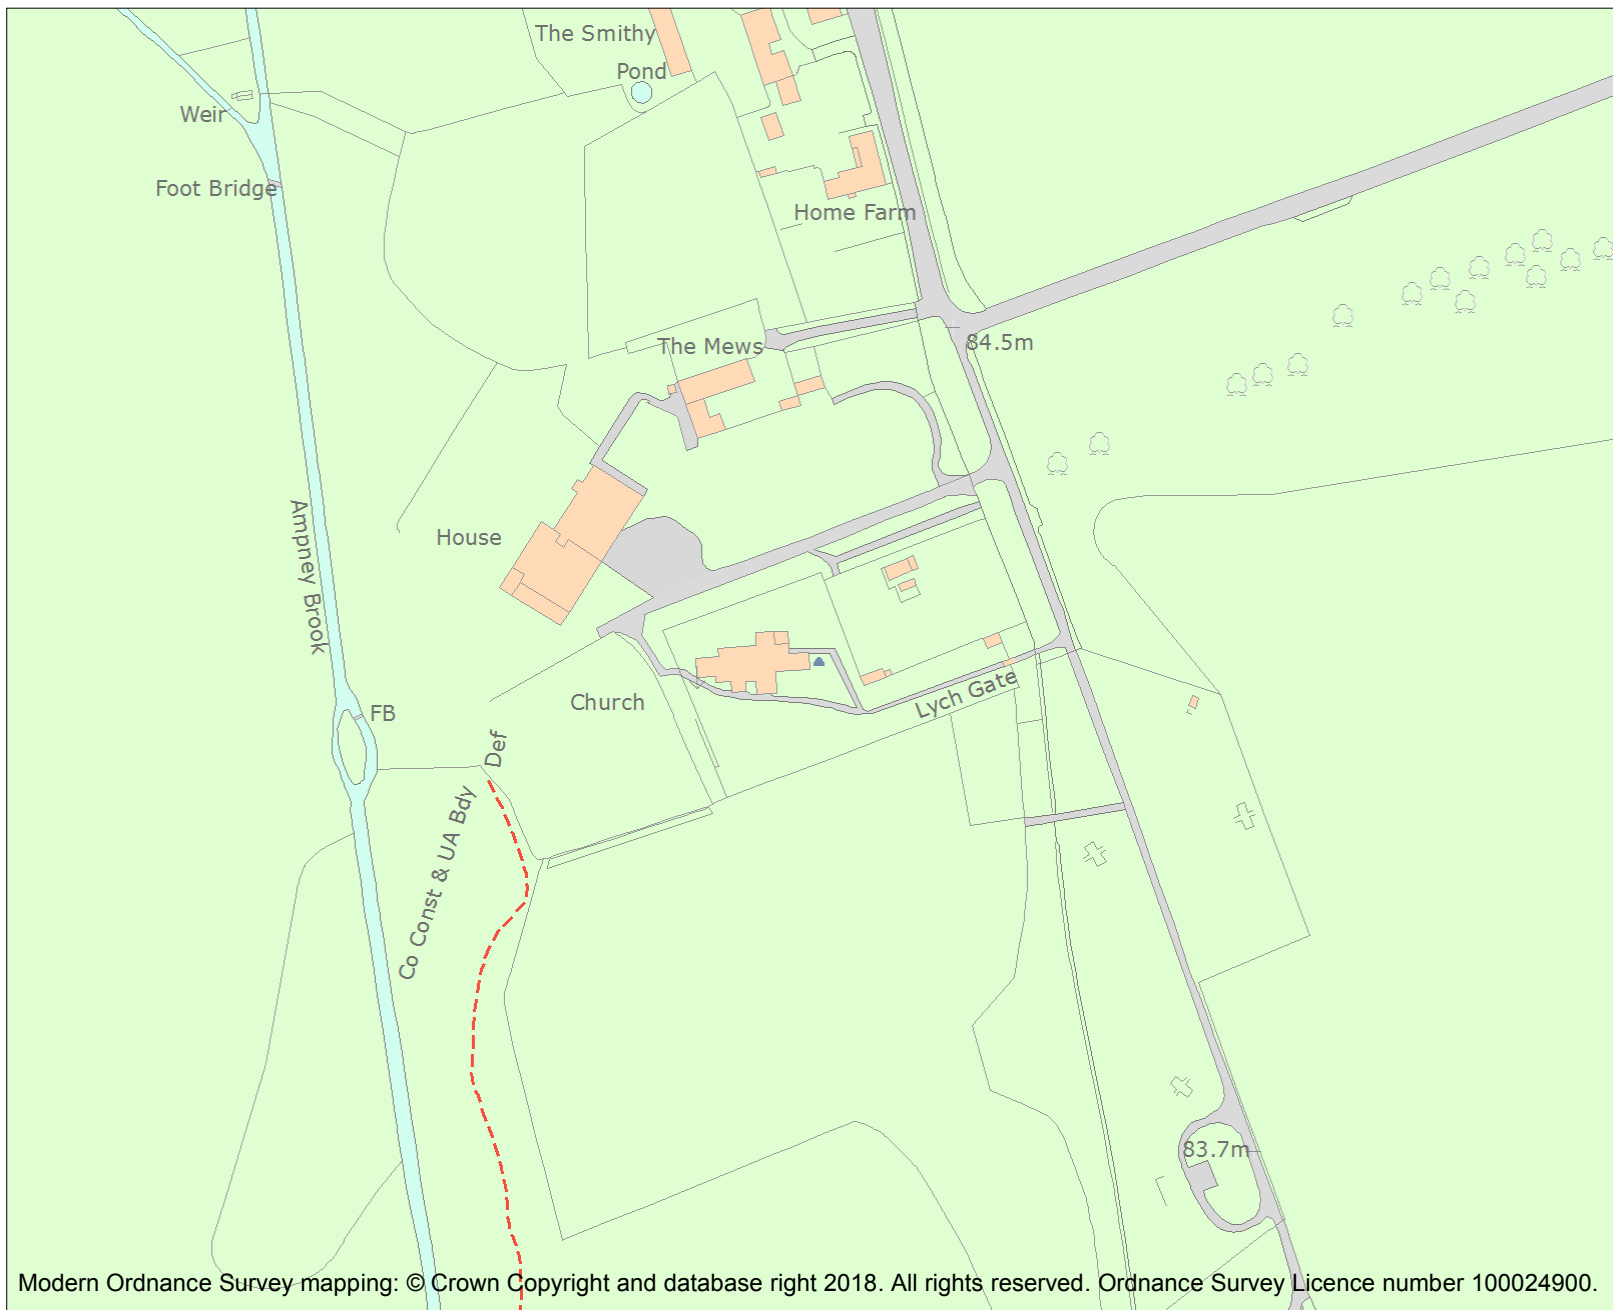 The Smithy
Pond
Weir
Foot Bridge
Home Farm
84.5m
The Mews
House
Ampney Brook
Lych Gate
Church
FB
Def
Co Const & UA Bdy
83.7m
Modern Ordnance Survey mapping: © Crown Copyright and database right 2018. All rights reserved. Ordnance Survey Licence number 100024900.